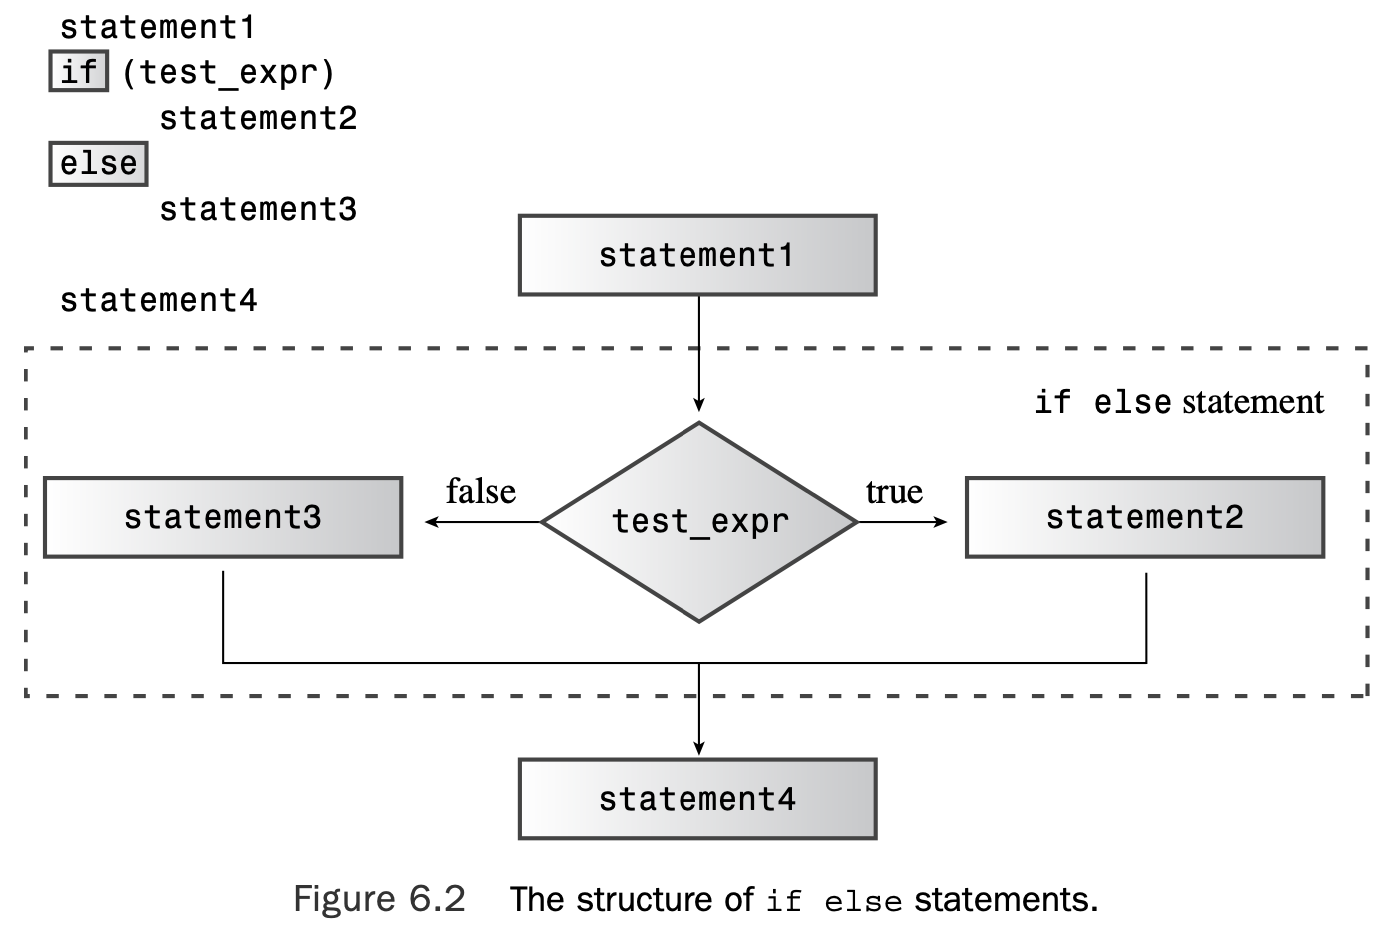 statement1
if (test_expr)
statement2
else
statement3
statement4
statement1
if else statement
false
true
statement3
test_expr
statement2
statement4
Figure 6.2 The structure of if else statements.